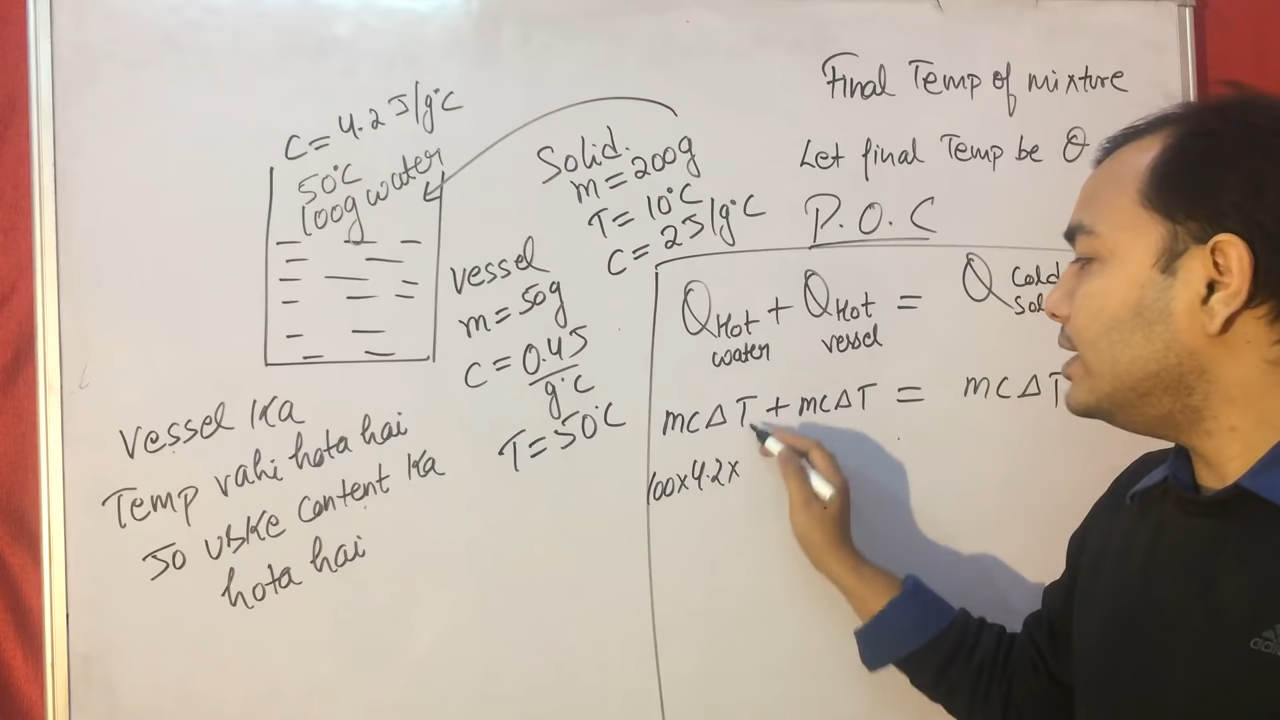 C = 4.2 J/g°C
50°C
100g water
Solid.
m = 200g
T = 10°C
C = 2J/g°C
vessel
m = 50g
C = 0.45
g°C
T = 50°C
Vessel Ka
Temp vahi hota hai
Jo uske content Ka
hota hai
Final Temp of mixture
Let final Temp be θ
P.O.C
Q Hot water + Q Hot vessel = Q Cold
mcΔT + mcΔT = mcΔT
100×4.2×
adi